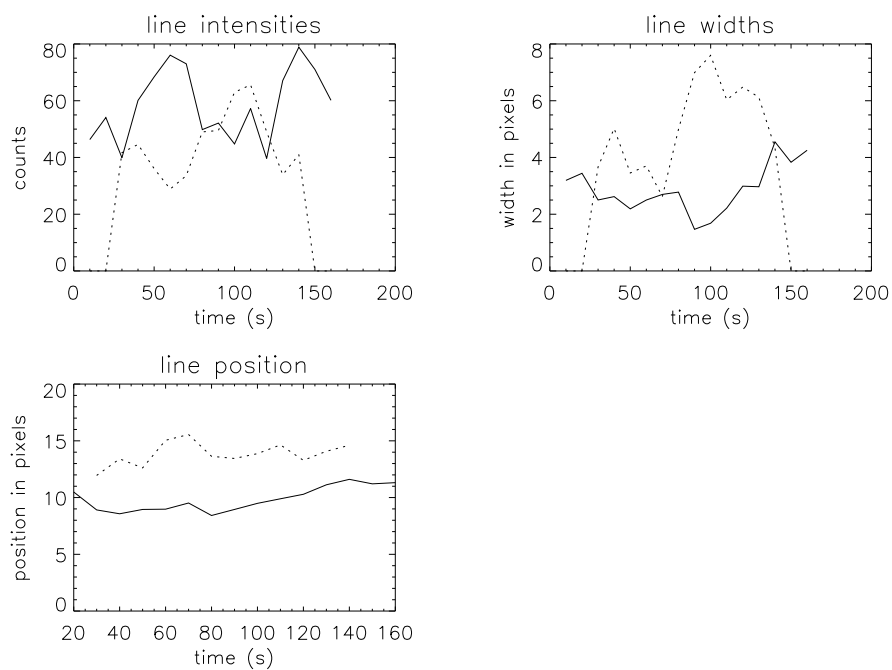 line intensities
80
60
40
20
0
counts
0 50 100 150 200
time (s)
line widths
8
6
4
2
0
width in pixels
0 50 100 150 200
time (s)
line position
20
15
10
5
0
position in pixels
20 40 60 80 100 120 140 160
time (s)